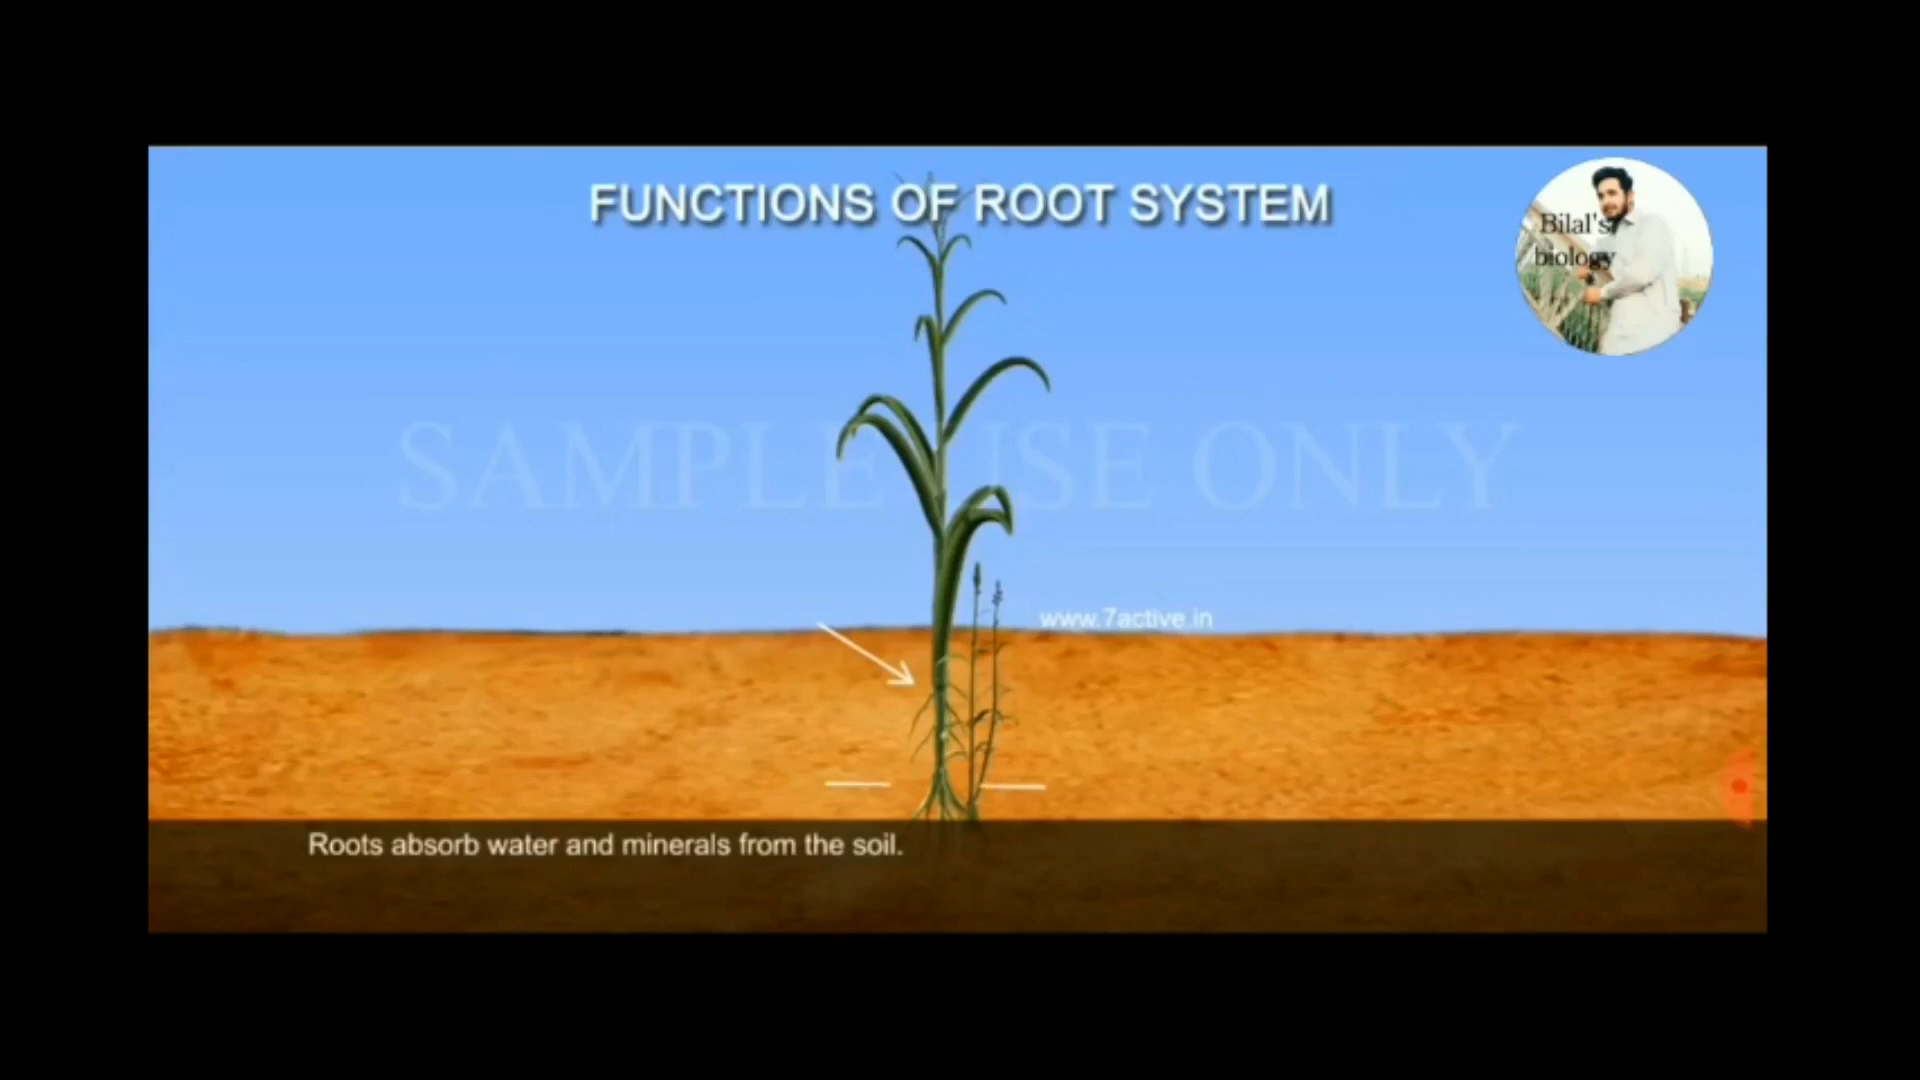 FUNCTIONS OF ROOT SYSTEM
Bilal's
biology
SAMPLE USE ONLY
www.7active.in
Roots absorb water and minerals from the soil.